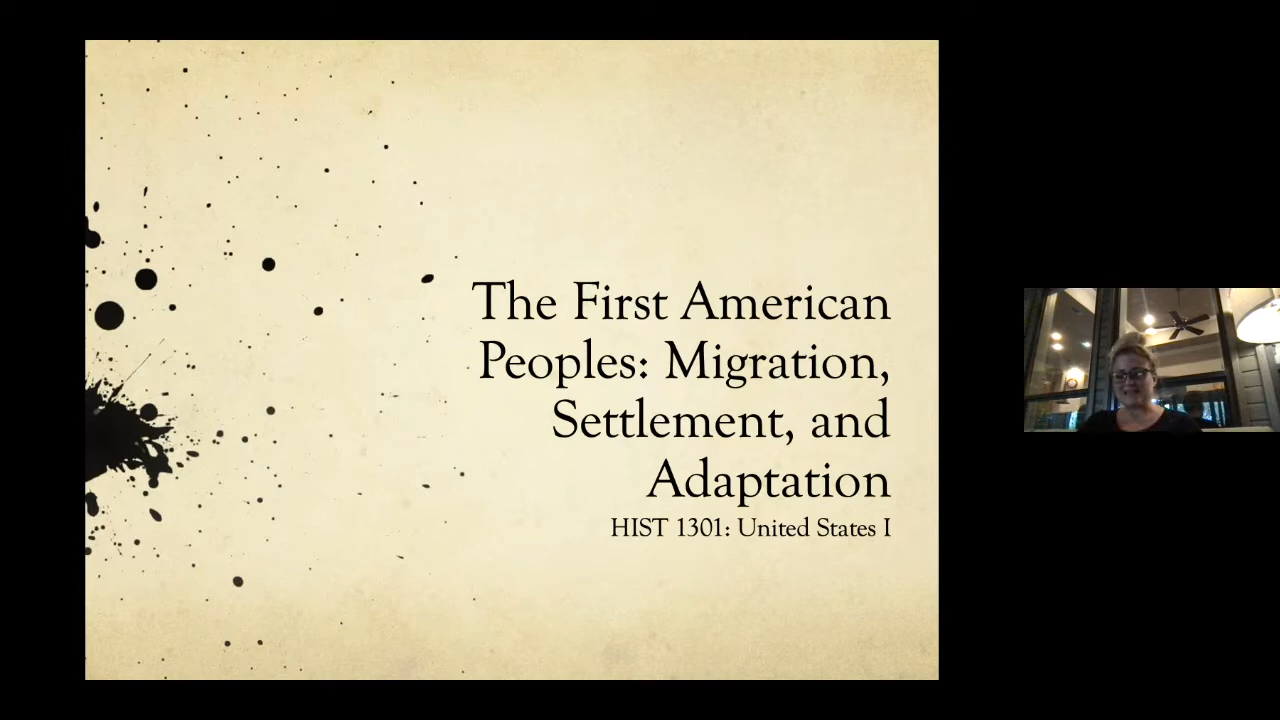 The First American
Peoples: Migration,
Settlement, and
Adaptation
HIST 1301: United States I